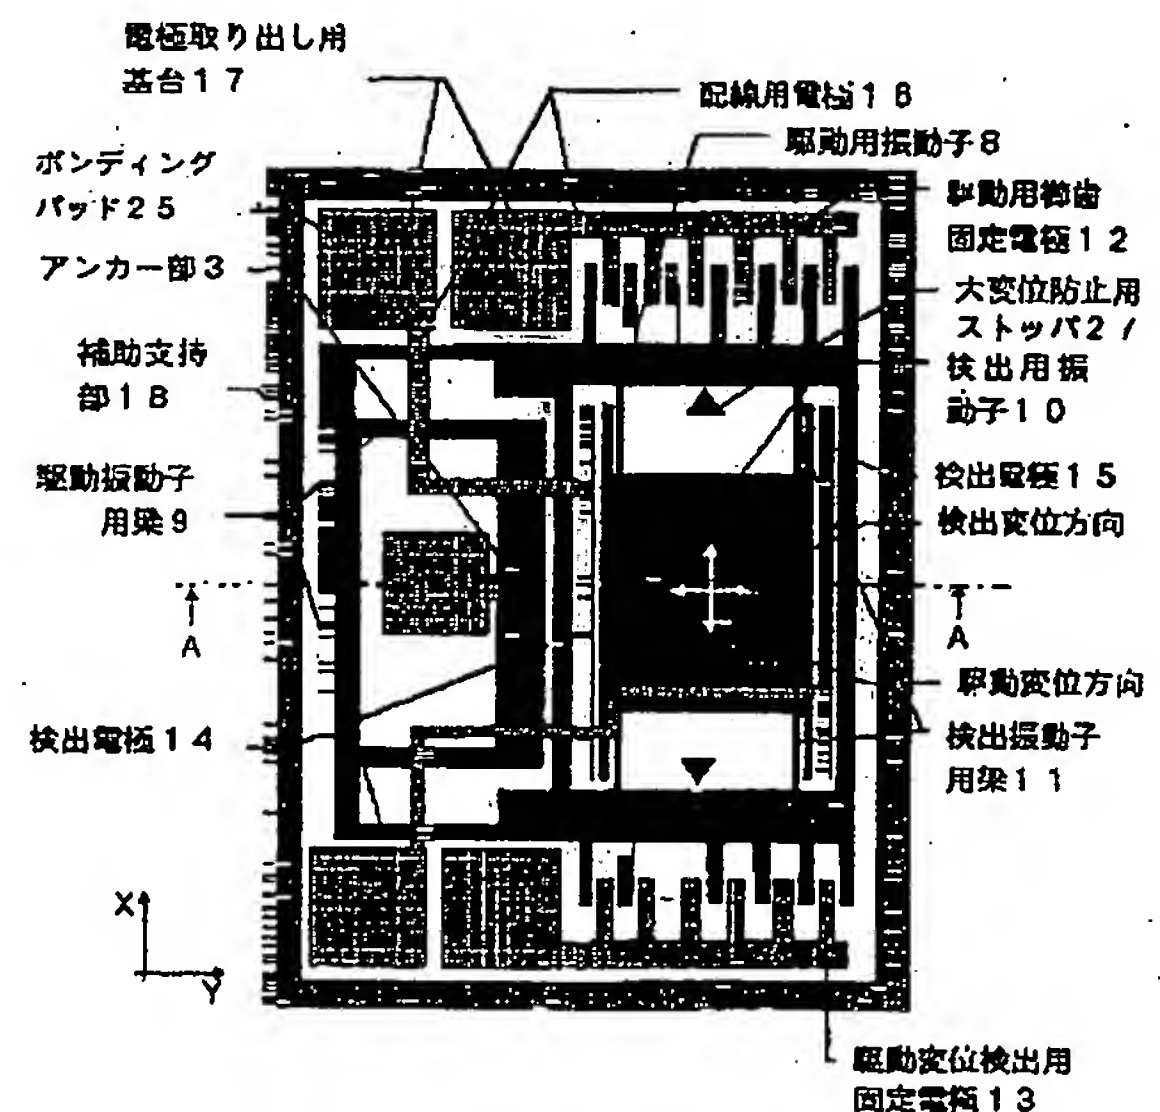 電極取り出し用
基台17
配線用電極16
駆動用振動子8
ボンディング
パッド25
アンカー部3
補助支持
部18
駆動振動子
用梁9
A
検出電極14
X
Y
駆動用櫛歯
固定電極12
大変位防止用
ストッパ27
検出用振
動子10
検出電極15
検出変位方向
A
駆動変位方向
検出振動子
用梁11
駆動変位検出用
固定電極13